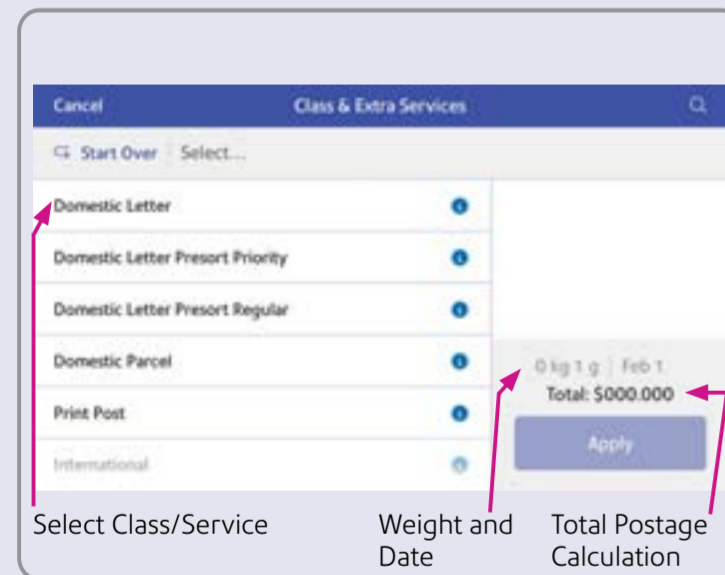 Cancel Class & Extra Services
Start Over Select...
Domestic Letter
Domestic Letter Presort Priority
Domestic Letter Presort Regular
Domestic Parcel
Print Post
International
0 kg 1 g | Feb 1
Total: $000.000
Apply
Select Class/Service
Weight and
Date
Total Postage
Calculation